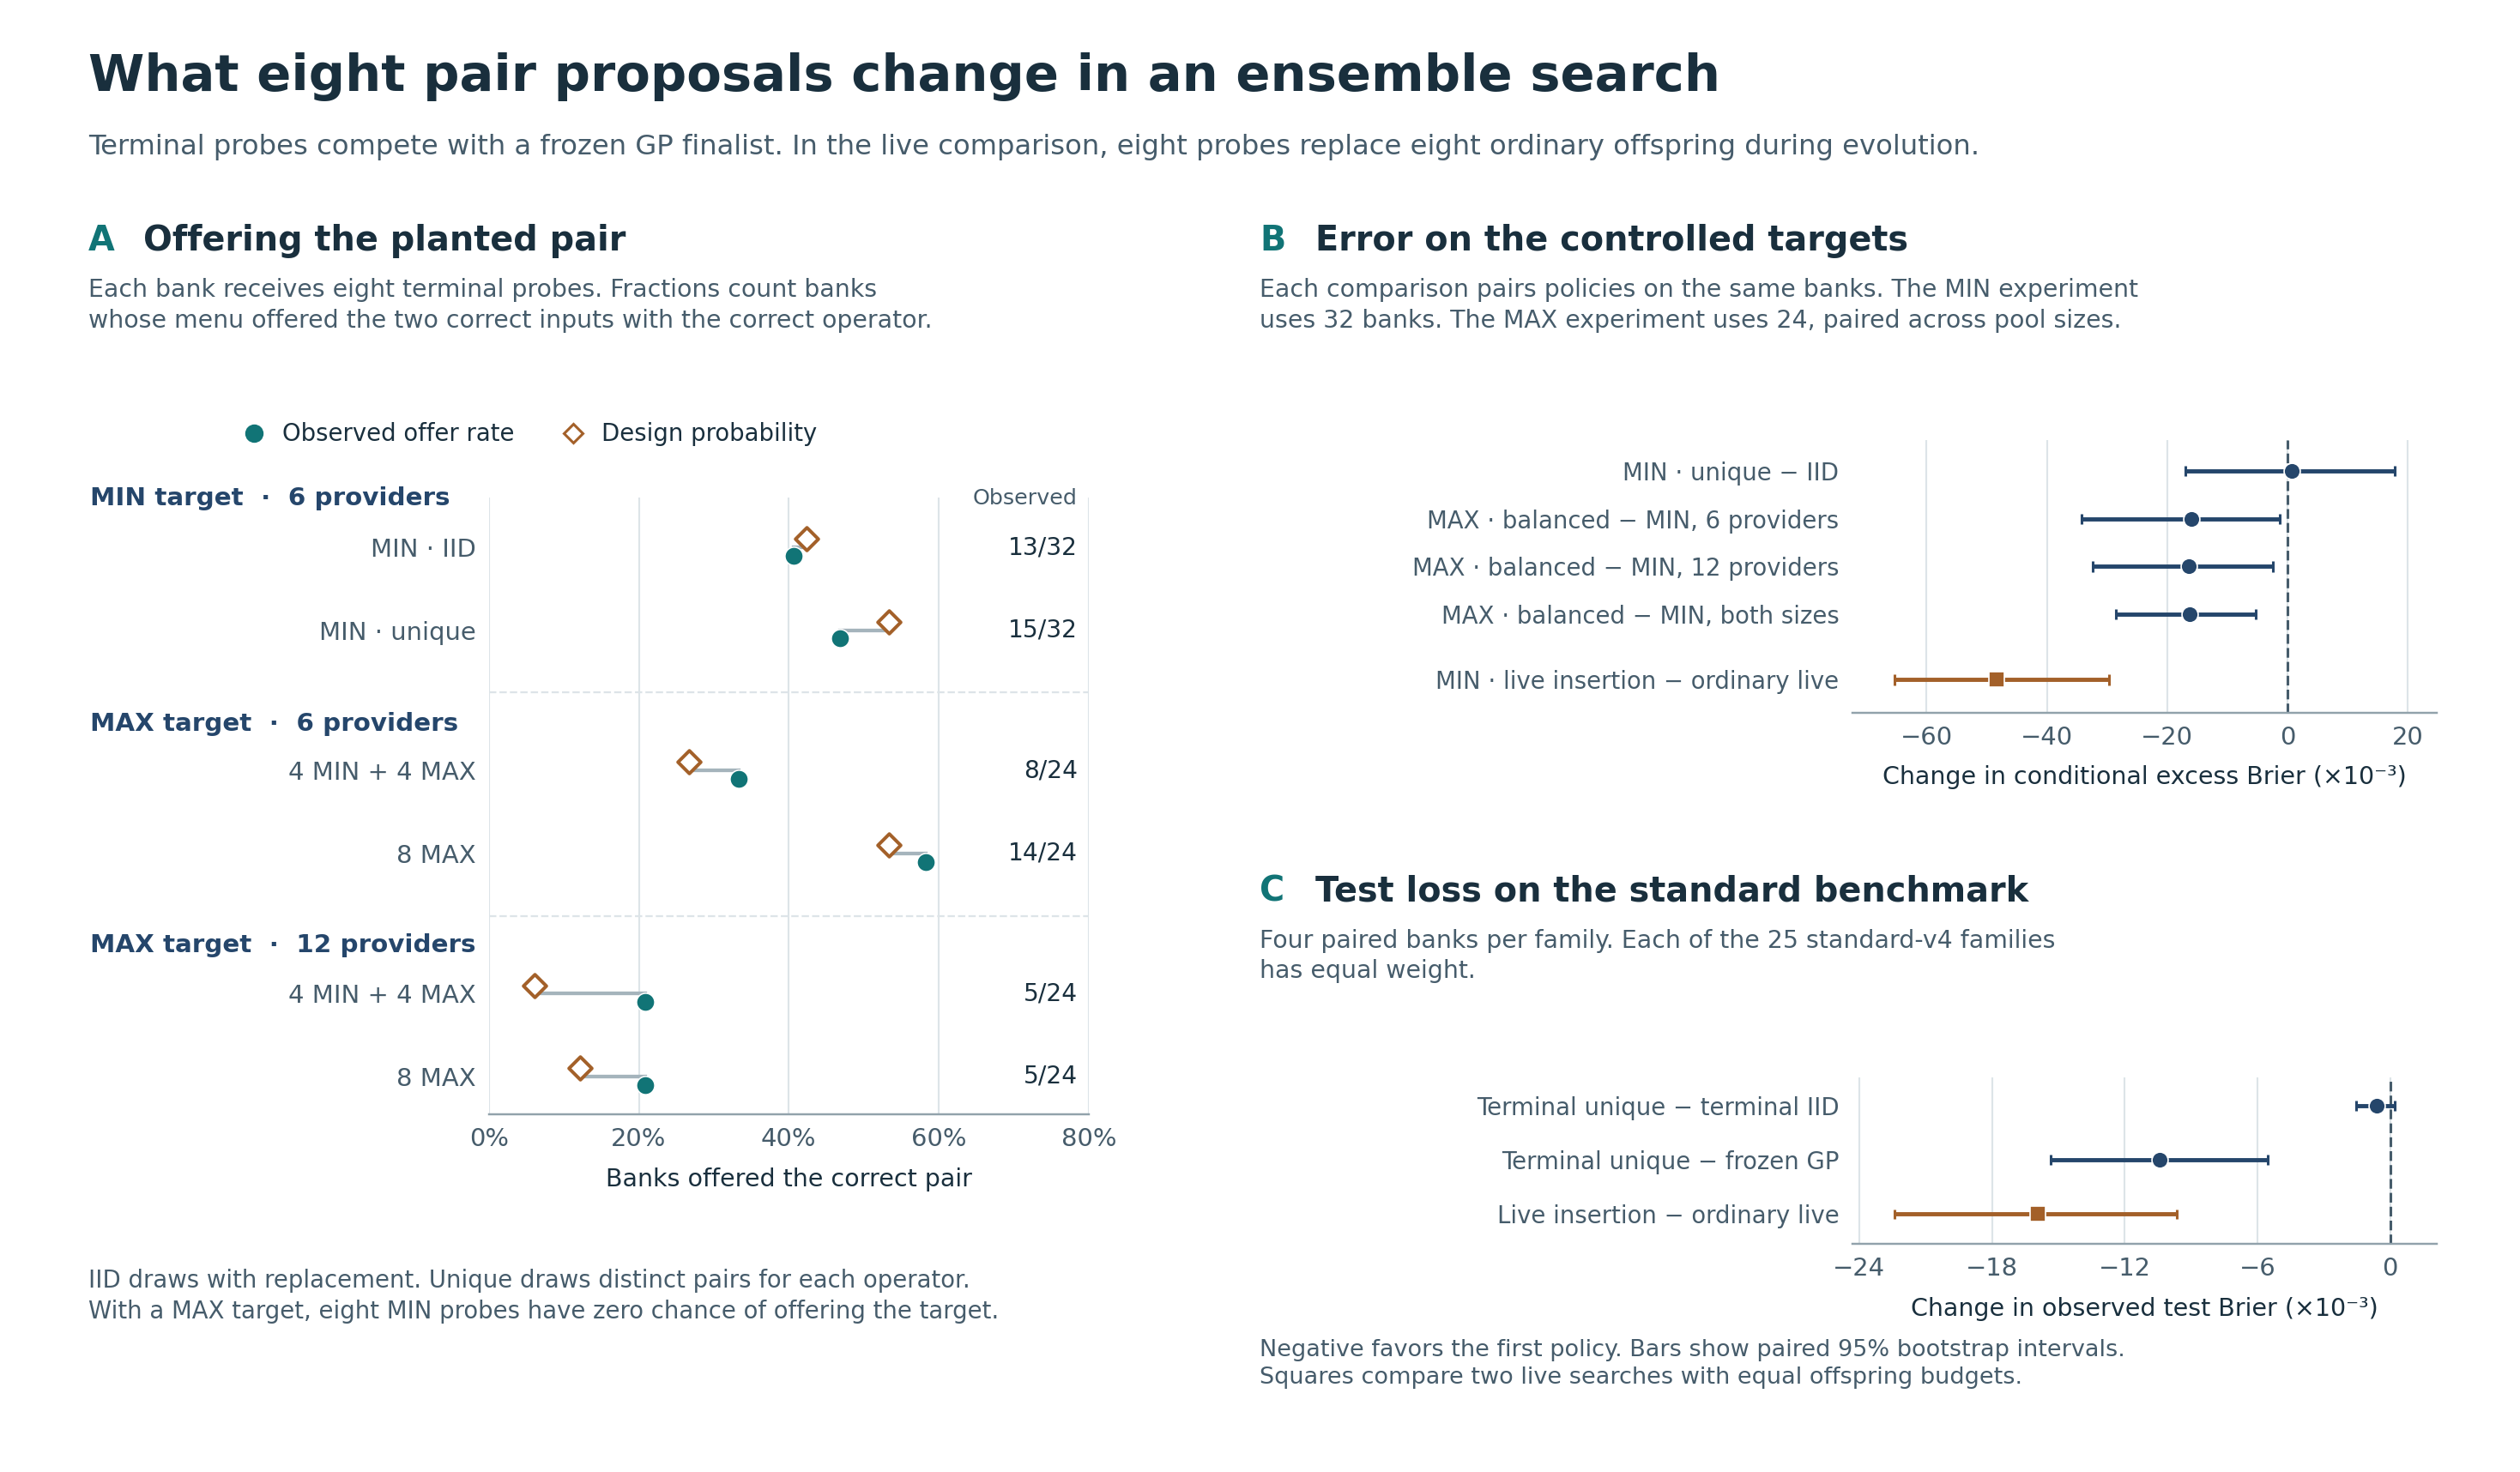 What eight pair proposals change in an ensemble search
Terminal probes compete with a frozen GP finalist. In the live comparison, eight probes replace eight ordinary offspring during evolution.
A Offering the planted pair
Each bank receives eight terminal probes. Fractions count banks
whose menu offered the two correct inputs with the correct operator.
Observed offer rate
Design probability
MIN target · 6 providers
Observed
MIN · IID
13/32
MIN · unique
15/32
MAX target · 6 providers
4 MIN + 4 MAX
8/24
8 MAX
14/24
MAX target · 12 providers
4 MIN + 4 MAX
5/24
8 MAX
5/24
0% 20% 40% 60% 80%
Banks offered the correct pair
IID draws with replacement. Unique draws distinct pairs for each operator.
With a MAX target, eight MIN probes have zero chance of offering the target.
B Error on the controlled targets
Each comparison pairs policies on the same banks. The MIN experiment
uses 32 banks. The MAX experiment uses 24, paired across pool sizes.
MIN · unique − IID
MAX · balanced − MIN, 6 providers
MAX · balanced − MIN, 12 providers
MAX · balanced − MIN, both sizes
MIN · live insertion − ordinary live
−60 −40 −20 0 20
Change in conditional excess Brier (×10⁻³)
C Test loss on the standard benchmark
Four paired banks per family. Each of the 25 standard-v4 families
has equal weight.
Terminal unique − terminal IID
Terminal unique − frozen GP
Live insertion − ordinary live
−24 −18 −12 −6 0
Change in observed test Brier (×10⁻³)
Negative favors the first policy. Bars show paired 95% bootstrap intervals.
Squares compare two live searches with equal offspring budgets.